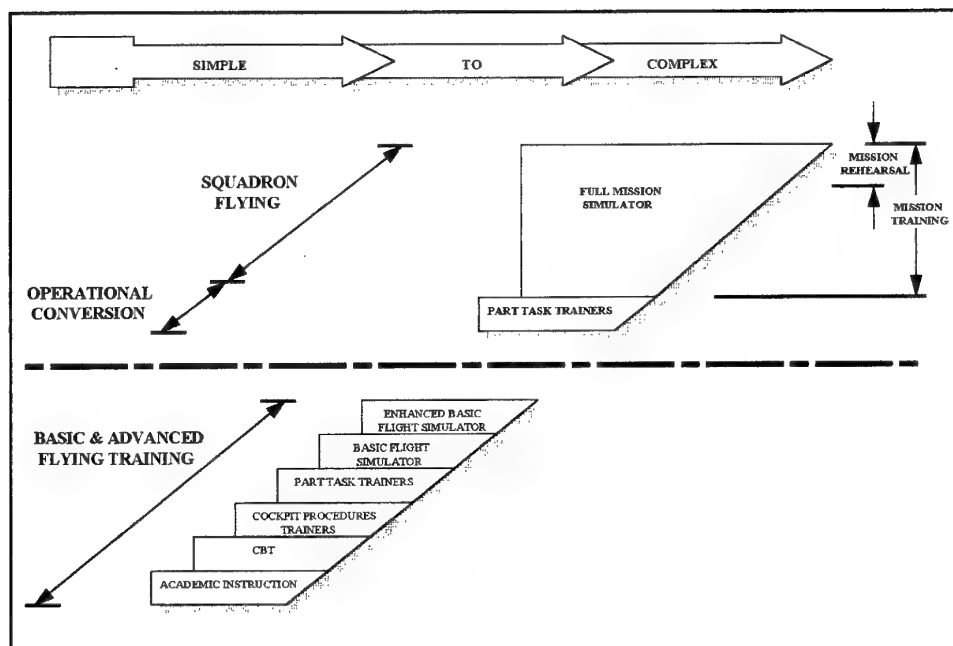 SIMPLE TO COMPLEX
SQUADRON
FLYING
FULL MISSION
SIMULATOR
MISSION
REHEARSAL
MISSION
TRAINING
OPERATIONAL
CONVERSION
PART TASK TRAINERS
BASIC & ADVANCED
FLYING TRAINING
ENHANCED BASIC
FLIGHT SIMULATOR
BASIC FLIGHT
SIMULATOR
PART TASK TRAINERS
COCKPIT PROCEDURES
TRAINERS
CBT
ACADEMIC INSTRUCTION